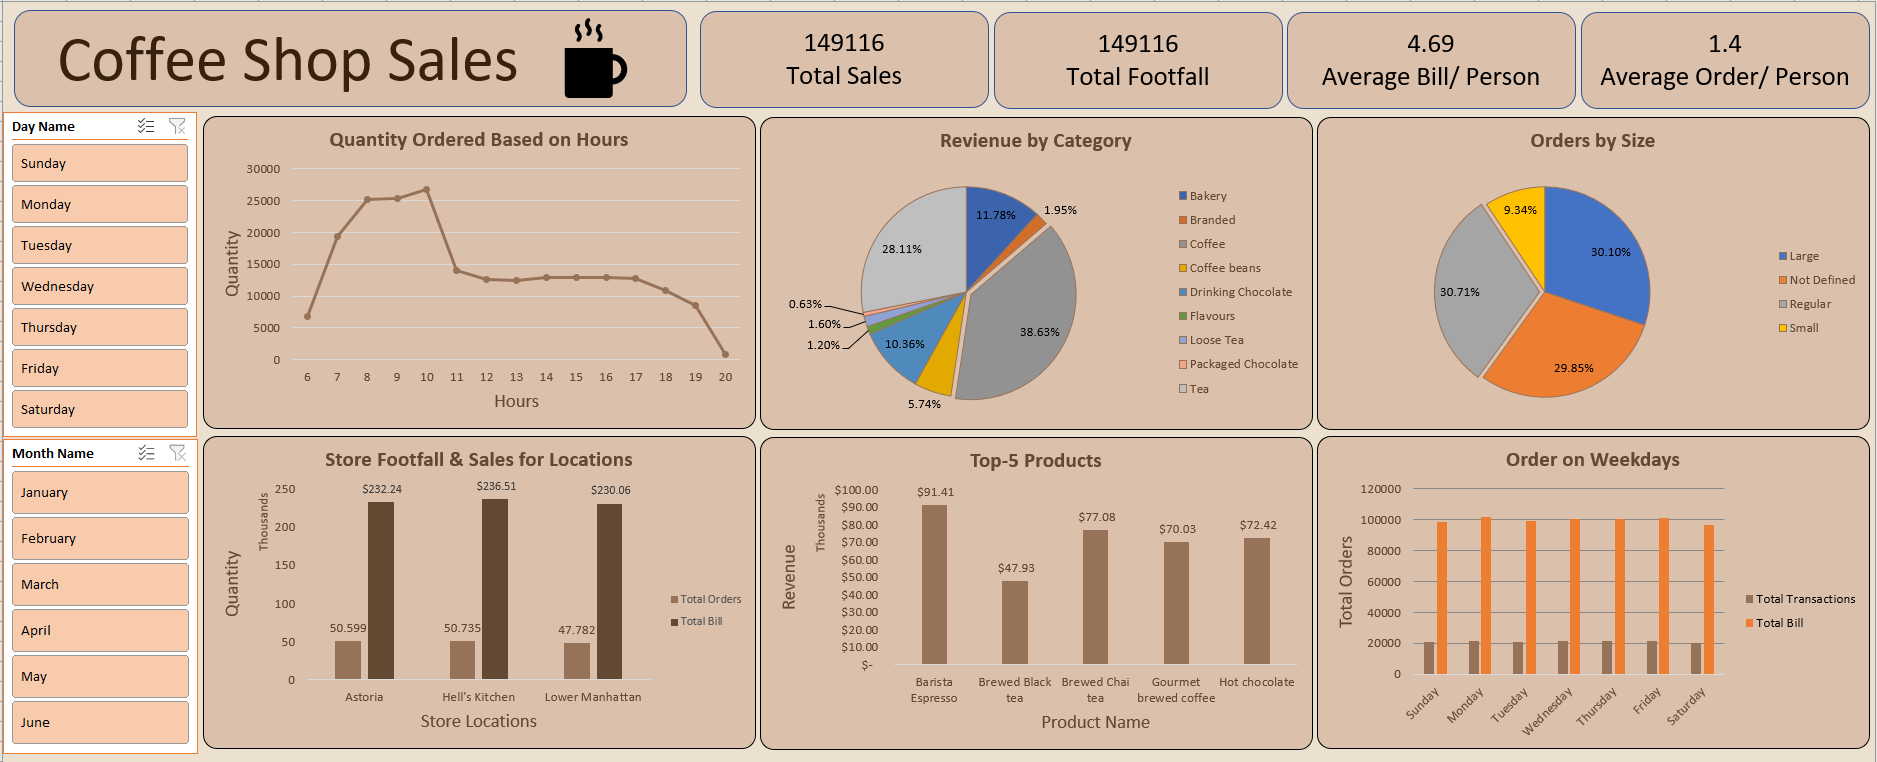 Coffee Shop Sales
149116
Total Sales
149116
Total Footfall
4.69
Average Bill/ Person
1.4
Average Order/ Person
Day Name
Sunday
Monday
Tuesday
Wednesday
Thursday
Friday
Saturday
Month Name
January
February
March
April
May
June
Quantity Ordered Based on Hours
Quantity
30000
25000
20000
15000
10000
5000
0
6 7 8 9 10 11 12 13 14 15 16 17 18 19 20
Hours
Revienue by Category
11.78%
1.95%
38.63%
5.74%
10.36%
1.20%
1.60%
0.63%
28.11%
Bakery
Branded
Coffee
Coffee beans
Drinking Chocolate
Flavours
Loose Tea
Packaged Chocolate
Tea
Orders by Size
30.10%
29.85%
30.71%
9.34%
Large
Not Defined
Regular
Small
Store Footfall & Sales for Locations
Quantity
Thousands
250
200
150
100
50
0
$232.24
$236.51
$230.06
50.599
50.735
47.782
Astoria
Hell's Kitchen
Lower Manhattan
Store Locations
Total Orders
Total Bill
Top-5 Products
Revenue
Thousands
$100.00
$90.00
$80.00
$70.00
$60.00
$50.00
$40.00
$30.00
$20.00
$10.00
$-
$91.41
$47.93
$77.08
$70.03
$72.42
Barista
Espresso
Brewed Black
tea
Brewed Chai
tea
Gourmet
brewed coffee
Hot chocolate
Product Name
Order on Weekdays
Total Orders
120000
100000
80000
60000
40000
20000
0
Sunday
Monday
Tuesday
Wednesday
Thursday
Friday
Saturday
Total Transactions
Total Bill